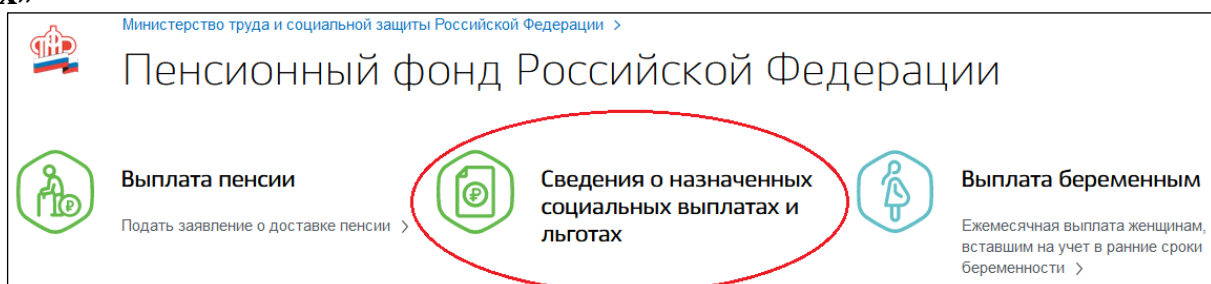 х»
Министерство труда и социальной защиты Российской Федерации >
Пенсионный фонд Российской Федерации
Выплата пенсии
Подать заявление о доставке пенсии >
Сведения о назначенных
социальных выплатах и
льготах
Выплата беременным
Ежемесячная выплата женщинам,
вставшим на учет в ранние сроки
беременности >